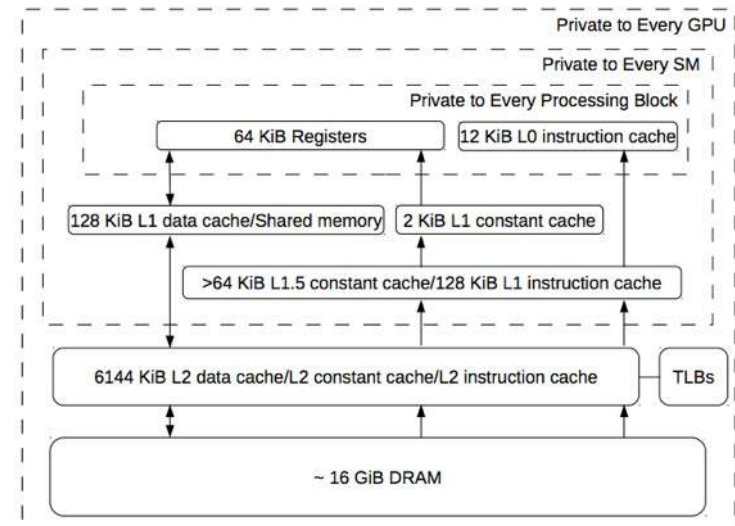 Private to Every GPU
Private to Every SM
Private to Every Processing Block
64 KiB Registers
12 KiB L0 instruction cache
128 KiB L1 data cache/Shared memory
2 KiB L1 constant cache
>64 KiB L1.5 constant cache/128 KiB L1 instruction cache
6144 KiB L2 data cache/L2 constant cache/L2 instruction cache
TLBs
~ 16 GiB DRAM